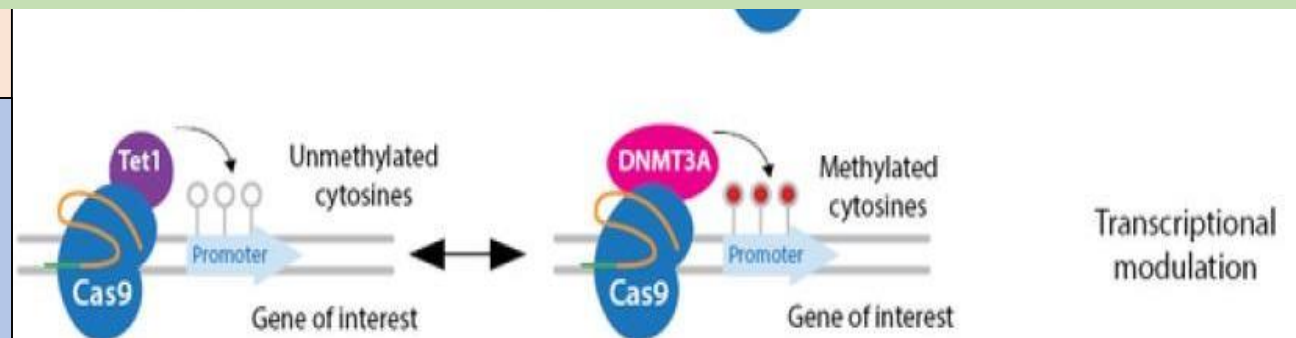 Tet1
Unmethylated
cytosines
Promoter
Cas9
Gene of interest
DNMT3A
Methylated
cytosines
Promoter
Cas9
Gene of interest
Transcriptional
modulation